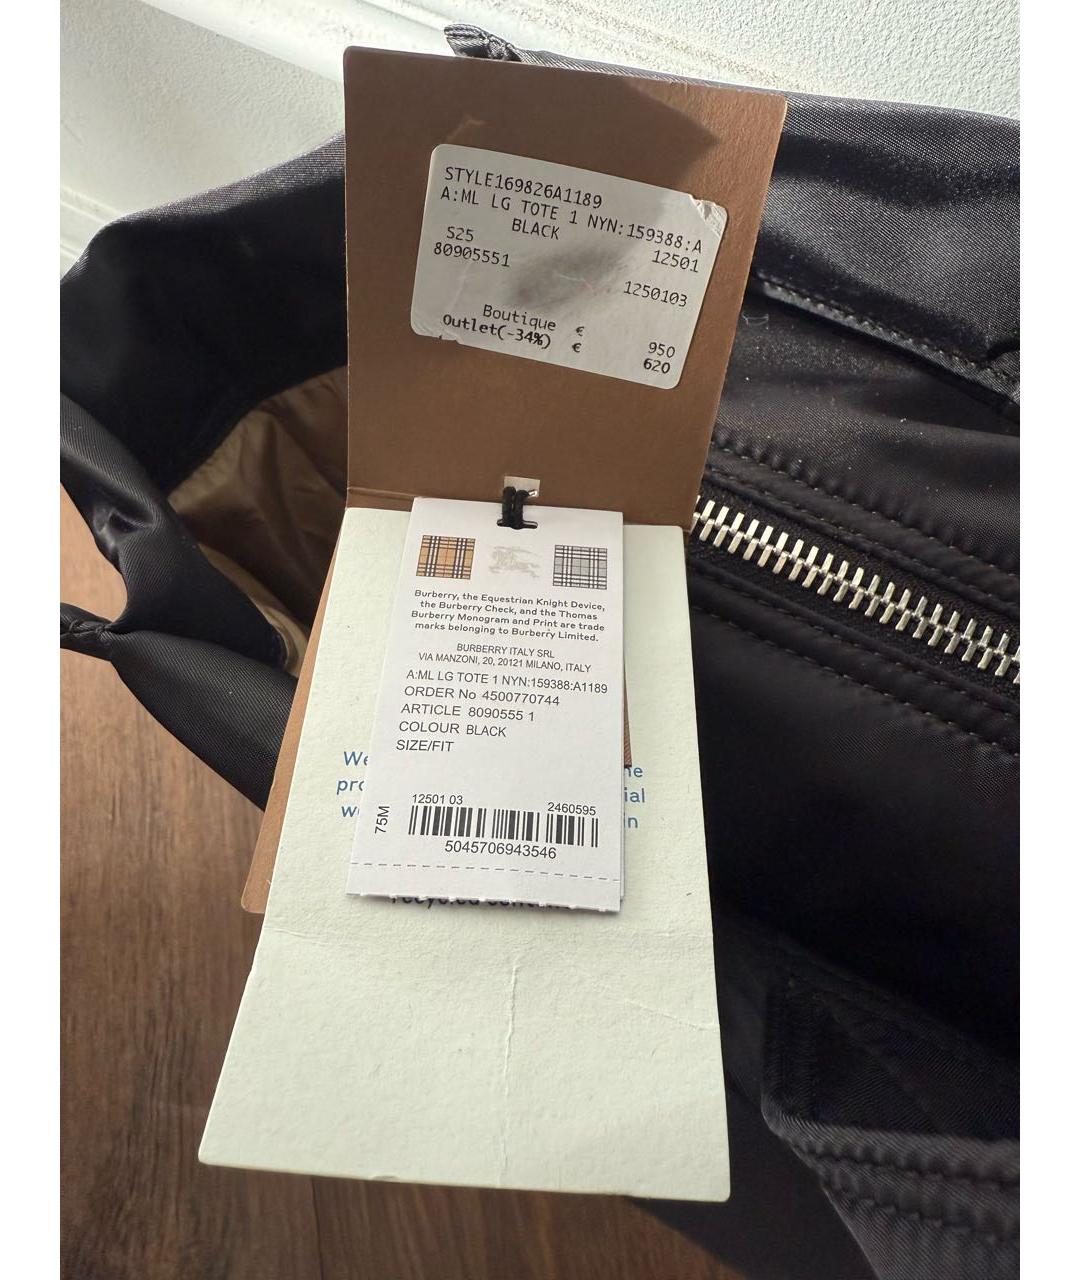 STYLE169826A1189
A:ML LG TOTE 1 NYN:159388:A
BLACK
S25 12501
80905551
1250103
Boutique € 950
Outlet(-34%) € 620
Burberry, the Equestrian Knight Device,
the Burberry Check, and the Thomas
Burberry Monogram and Print are trade
marks belonging to Burberry Limited.
BURBERRY ITALY SRL
VIA MANZONI, 20, 20121 MILANO, ITALY
A:ML LG TOTE 1 NYN:159388:A1189
ORDER No 4500770744
ARTICLE 8090555 1
COLOUR BLACK
SIZE/FIT
75M
12501 03 2460595
5045706943546
We
in